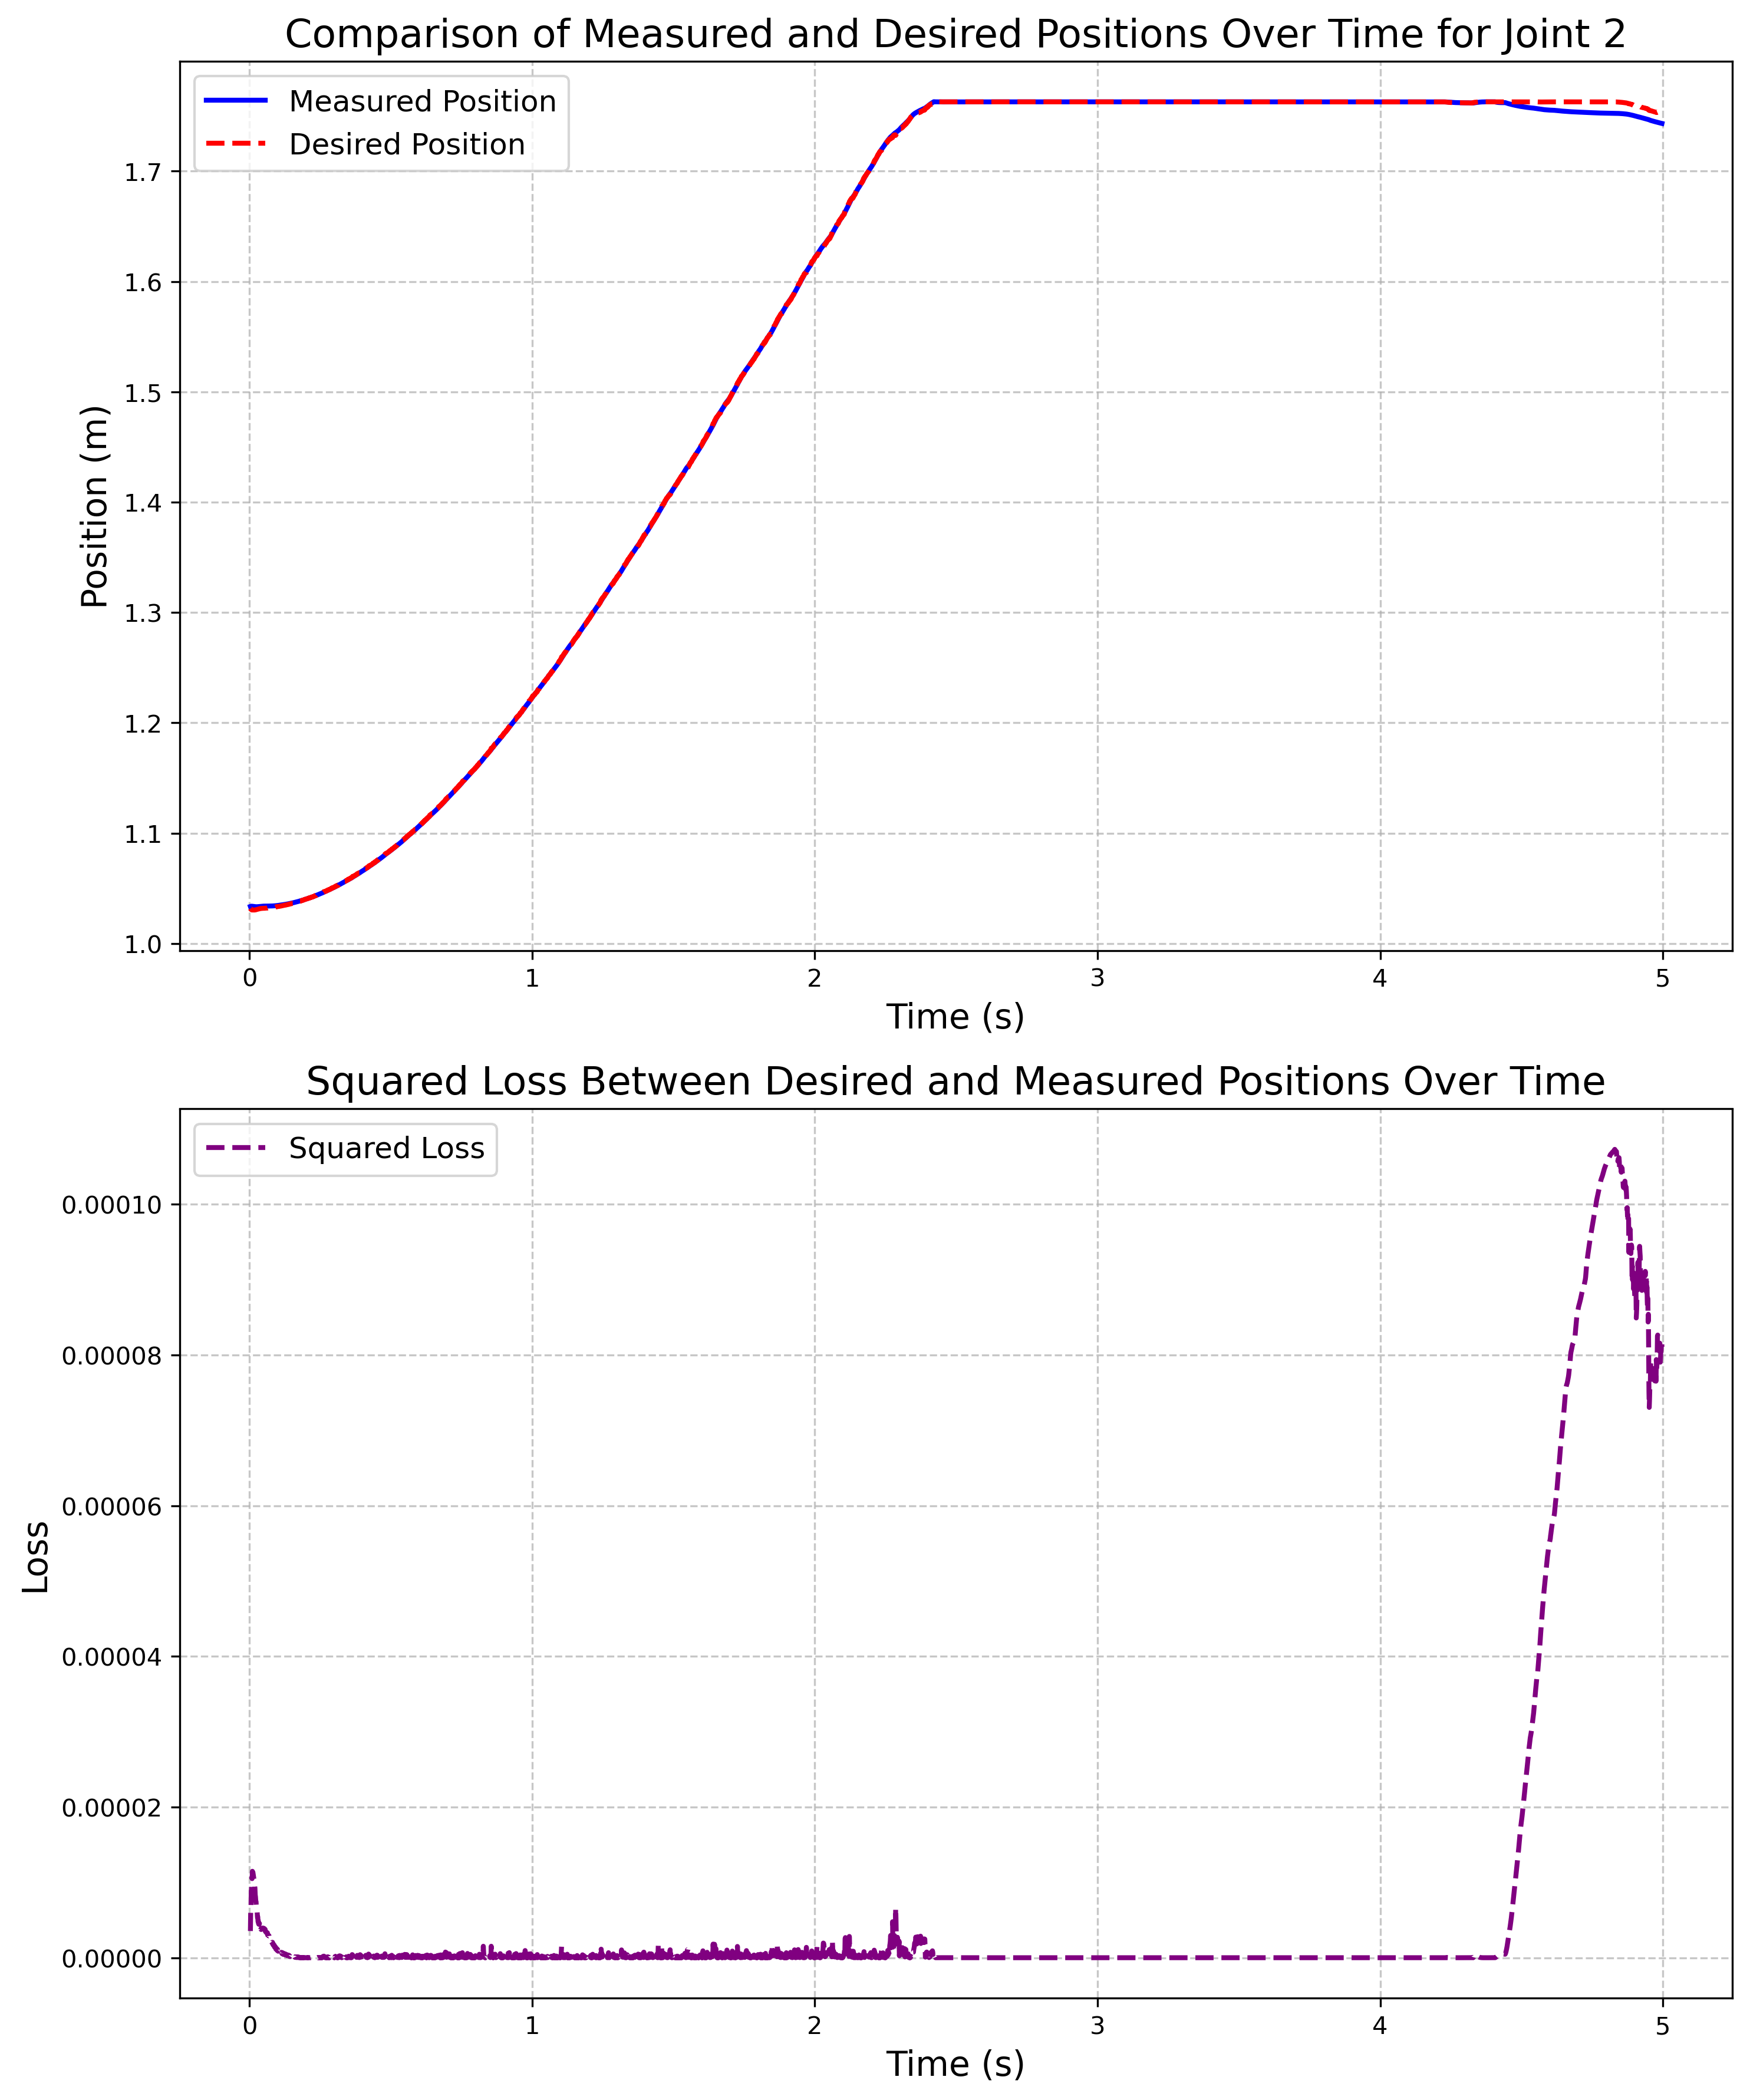 Comparison of Measured and Desired Positions Over Time for Joint 2
Measured Position
Desired Position
Position (m)
1.7
1.6
1.5
1.4
1.3
1.2
1.1
1.0
0 1 2 3 4 5
Time (s)
Squared Loss Between Desired and Measured Positions Over Time
Squared Loss
Loss
0.00010
0.00008
0.00006
0.00004
0.00002
0.00000
0 1 2 3 4 5
Time (s)